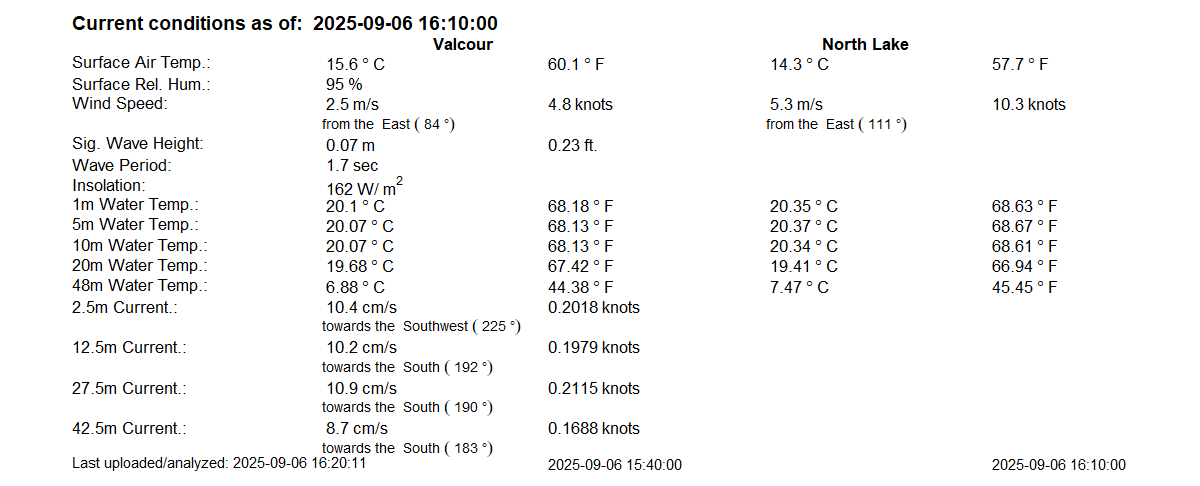 Current conditions as of: 2025-09-06 16:10:00
Valcour North Lake
Surface Air Temp.: 15.6 ° C 60.1 ° F 14.3 ° C 57.7 ° F
Surface Rel. Hum.: 95 %
Wind Speed: 2.5 m/s 4.8 knots 5.3 m/s 10.3 knots
from the East ( 84 °) from the East ( 111 °)
Sig. Wave Height: 0.07 m 0.23 ft.
Wave Period: 1.7 sec
Insolation: 162 W/ m²
1m Water Temp.: 20.1 ° C 68.18 ° F 20.35 ° C 68.63 ° F
5m Water Temp.: 20.07 ° C 68.13 ° F 20.37 ° C 68.67 ° F
10m Water Temp.: 20.07 ° C 68.13 ° F 20.34 ° C 68.61 ° F
20m Water Temp.: 19.68 ° C 67.42 ° F 19.41 ° C 66.94 ° F
48m Water Temp.: 6.88 ° C 44.38 ° F 7.47 ° C 45.45 ° F
2.5m Current.: 10.4 cm/s 0.2018 knots
towards the Southwest ( 225 °)
12.5m Current.: 10.2 cm/s 0.1979 knots
towards the South ( 192 °)
27.5m Current.: 10.9 cm/s 0.2115 knots
towards the South ( 190 °)
42.5m Current.: 8.7 cm/s 0.1688 knots
towards the South ( 183 °)
Last uploaded/analyzed: 2025-09-06 16:20:11 2025-09-06 15:40:00 2025-09-06 16:10:00